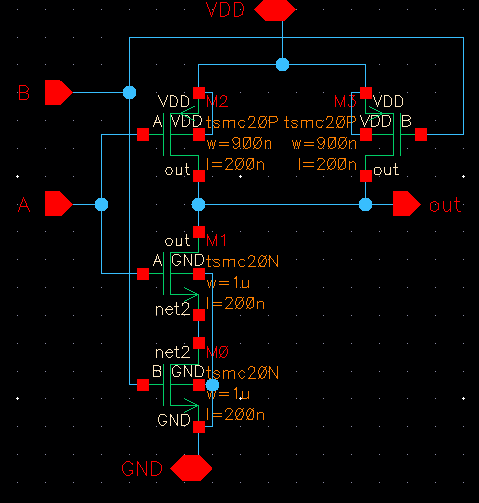 VDD
B
VDD M2
M3 VDD
A VDD tsmc20P
tsmc20P VDD B
w=900n
w=900n
l=200n
l=200n
out
out
A
out
out M1
A GND tsmc20N
w=1u
l=200n
net2
net2 M0
B GND tsmc20N
w=1u
GND l=200n
GND